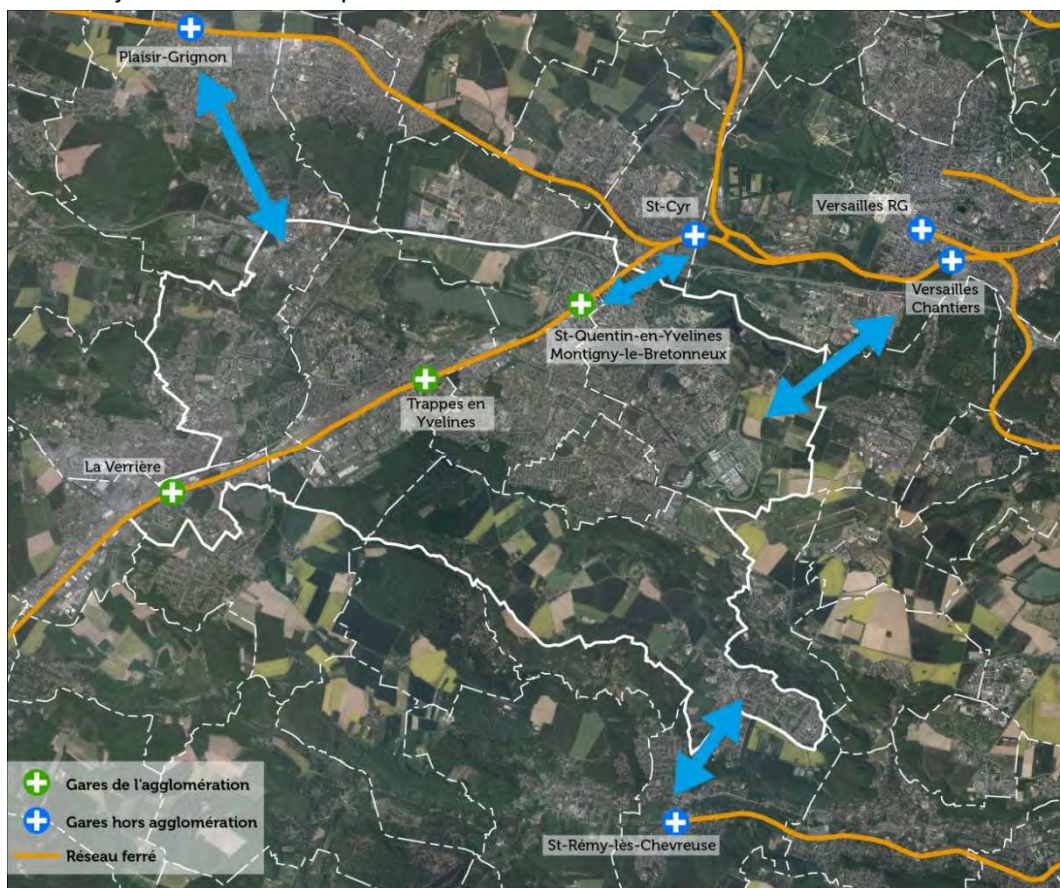 Plaisir-Grignon
St-Cyr
Versailles RG
Versailles
Chantiers
St-Quentin-en-Yvelines
Montigny-le-Bretonneux
Trappes en
Yvelines
La Verrière
St-Rémy-lès-Chevreuse
Gares de l'agglomération
Gares hors agglomération
Réseau ferré